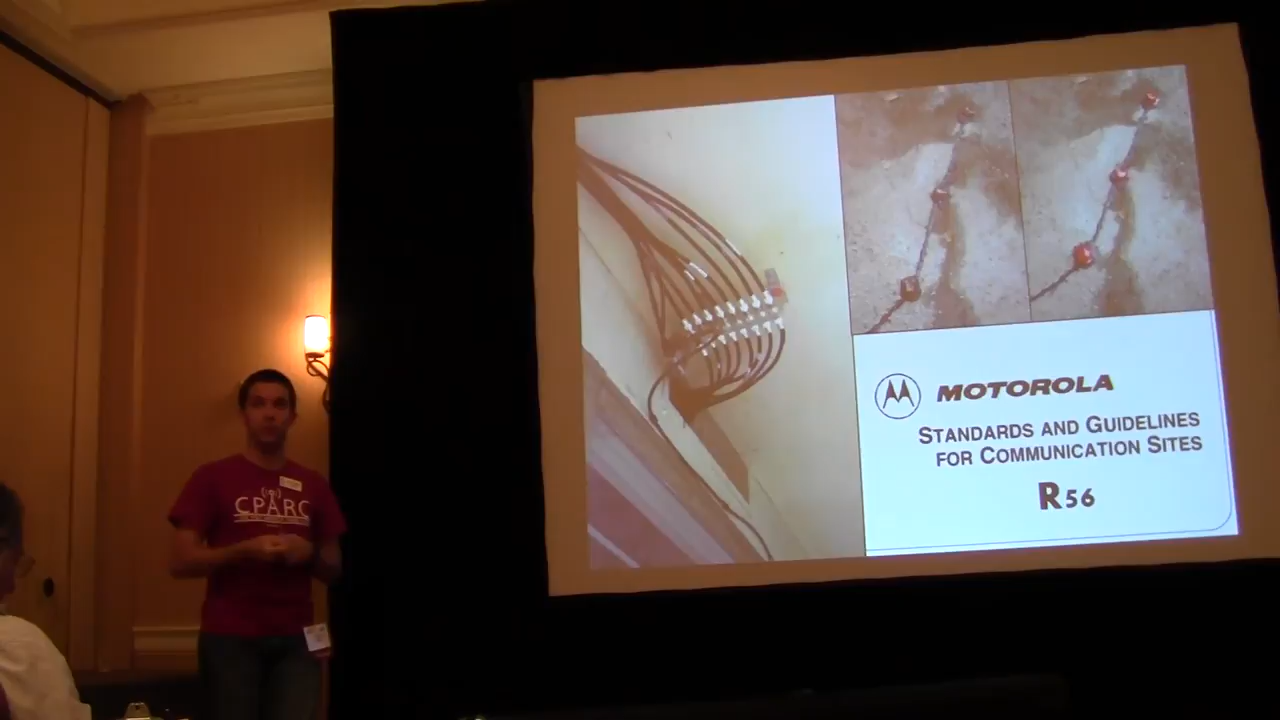 CPARC
MOTOROLA
STANDARDS AND GUIDELINES
FOR COMMUNICATION SITES
R56